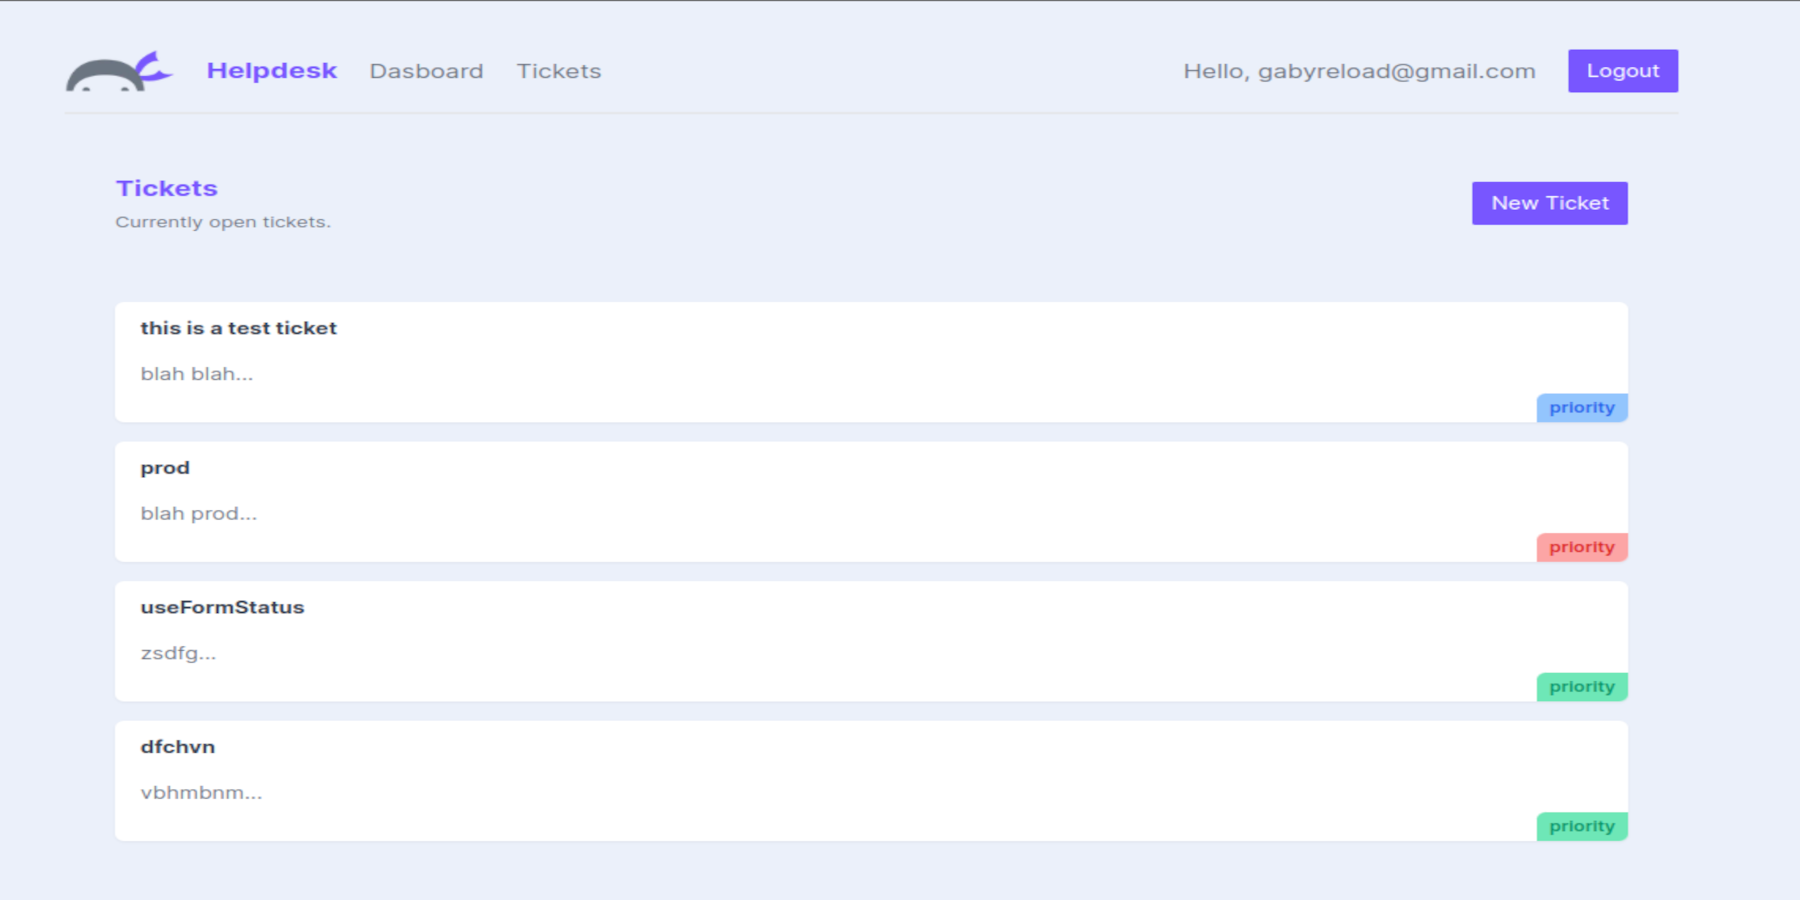 Helpdesk Dasboard Tickets Hello, gabyreload@gmail.com Logout
Tickets
Currently open tickets.
New Ticket
this is a test ticket
blah blah...
priority
prod
blah prod...
priority
useFormStatus
zsdfg...
priority
dfchvn
vbhmbnm...
priority